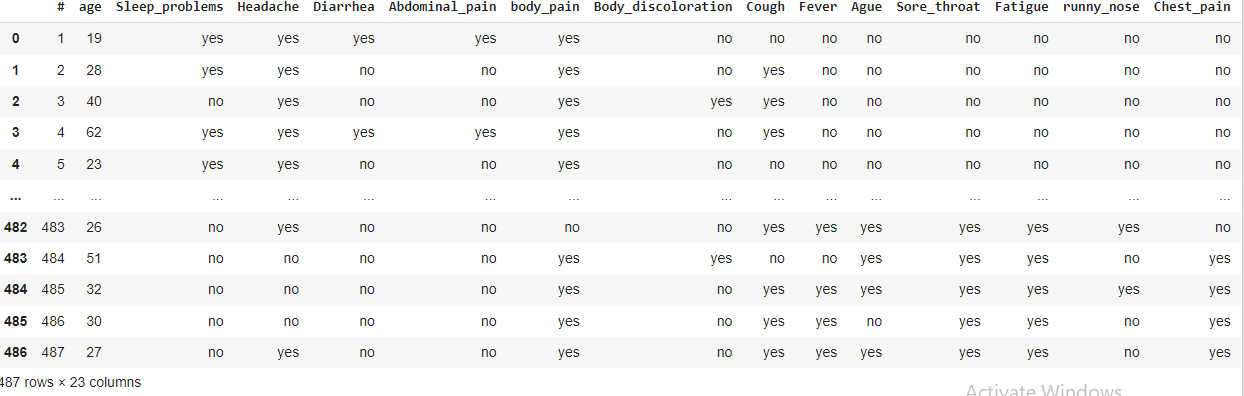 # age Sleep_problems Headache Diarrhea Abdominal_pain body_pain Body_discoloration Cough Fever Ague Sore_throat Fatigue runny_nose Chest_pain
0 1 19 yes yes yes yes yes no no no no no no no no
1 2 28 yes yes no no yes no yes no no no no no no
2 3 40 no yes no no yes yes yes no no no no no no
3 4 62 yes yes yes yes yes no yes no no no no no no
4 5 23 yes yes no no yes no no no no no no no no
... ... ... ... ... ... ... ... ... ... ... ... ... ... ... ...
482 483 26 no yes no no no no yes yes yes yes yes yes no
483 484 51 no no no no yes yes no no yes yes yes no yes
484 485 32 no no no no yes no yes yes yes yes yes yes yes
485 486 30 no no no no yes no yes yes no yes yes no yes
486 487 27 no yes no no yes no yes yes yes yes yes no yes
487 rows × 23 columns
Activate Windows